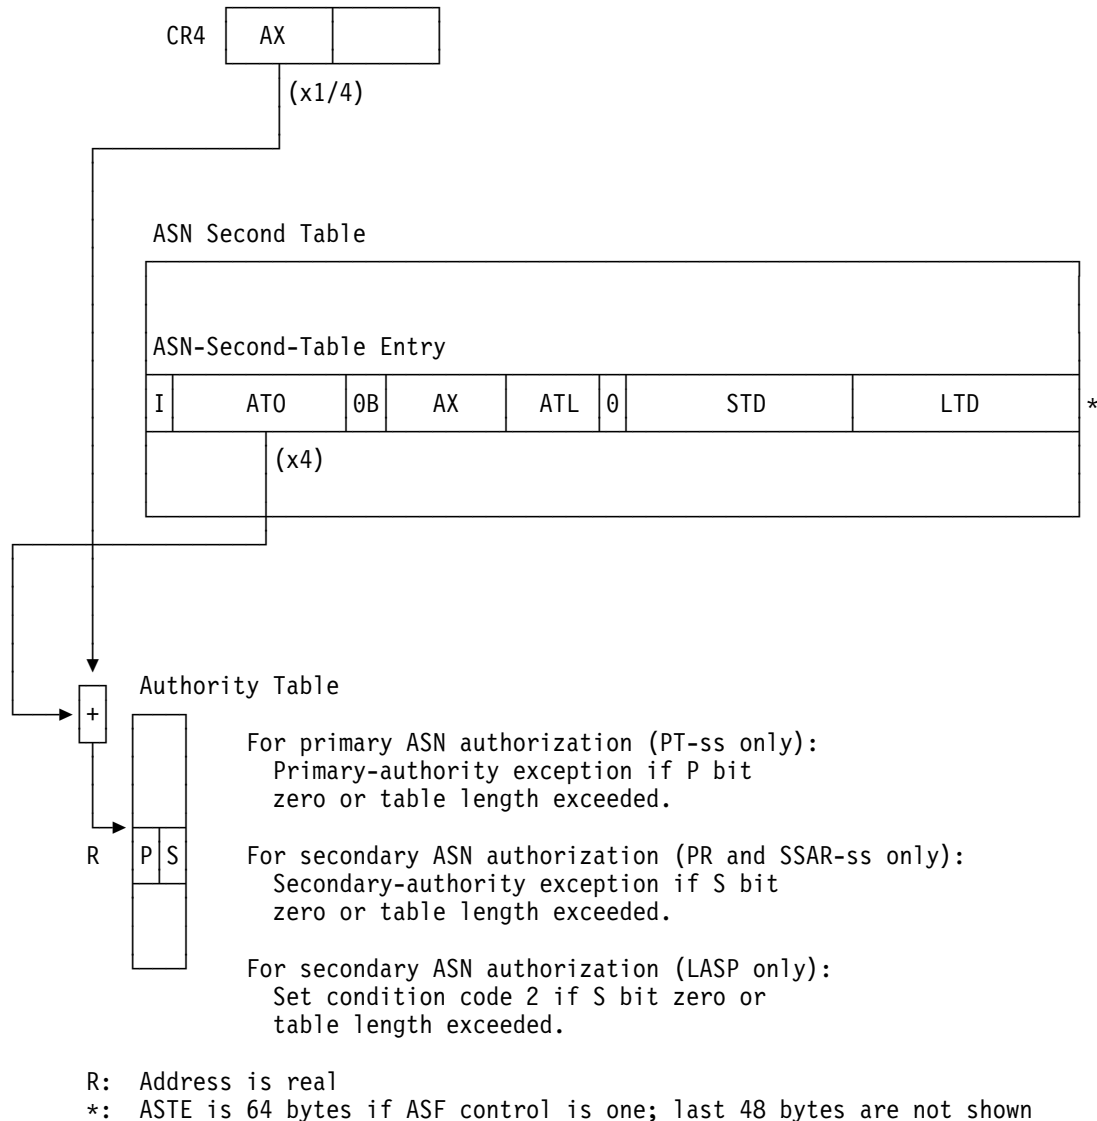 CR4 AX
(x1/4)
ASN Second Table
ASN-Second-Table Entry
I ATO 0B AX ATL 0 STD LTD *
(x4)
Authority Table
+
For primary ASN authorization (PT-ss only):
Primary-authority exception if P bit
zero or table length exceeded.
R P S For secondary ASN authorization (PR and SSAR-ss only):
Secondary-authority exception if S bit
zero or table length exceeded.
For secondary ASN authorization (LASP only):
Set condition code 2 if S bit zero or
table length exceeded.
R: Address is real
*: ASTE is 64 bytes if ASF control is one; last 48 bytes are not shown